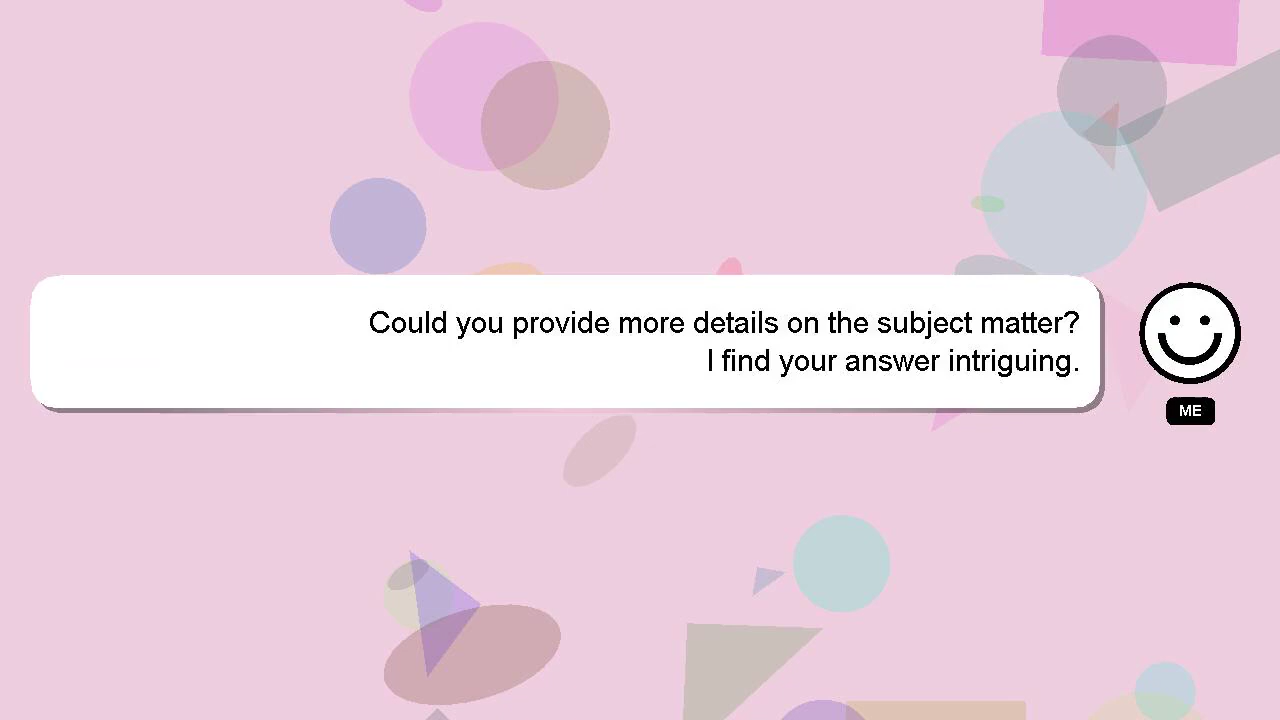 Could you provide more details on the subject matter?
I find your answer intriguing.
ME